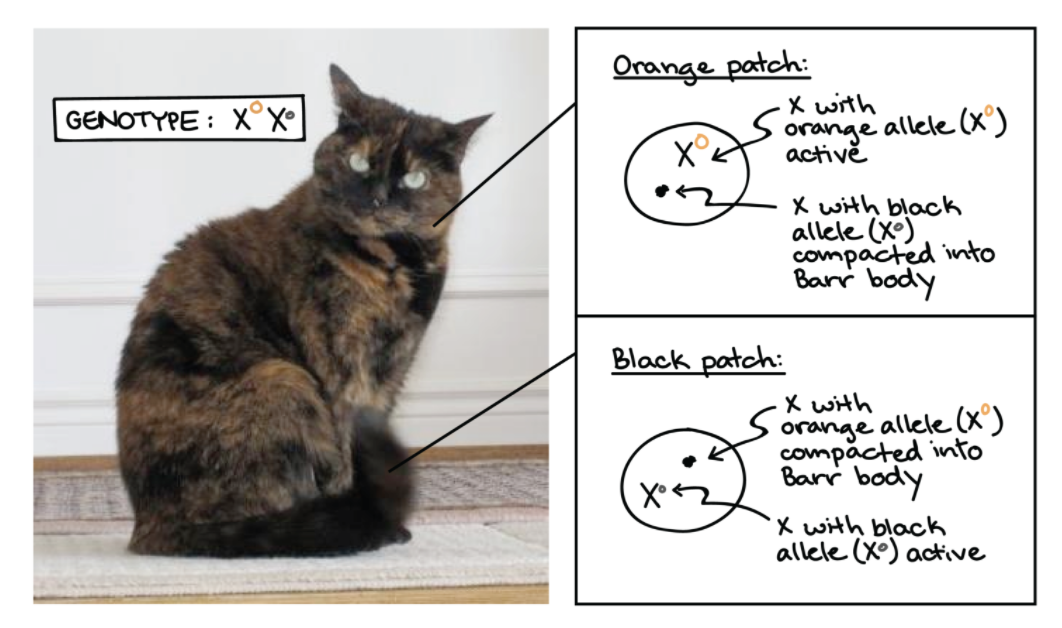 GENOTYPE: X^O X^o
Orange patch:
X with
orange allele (X^O)
active
X^O
X with black
allele (X^o)
compacted into
Barr body
Black patch:
X with
orange allele (X^O)
compacted into
Barr body
X^o
X with black
allele (X^o) active